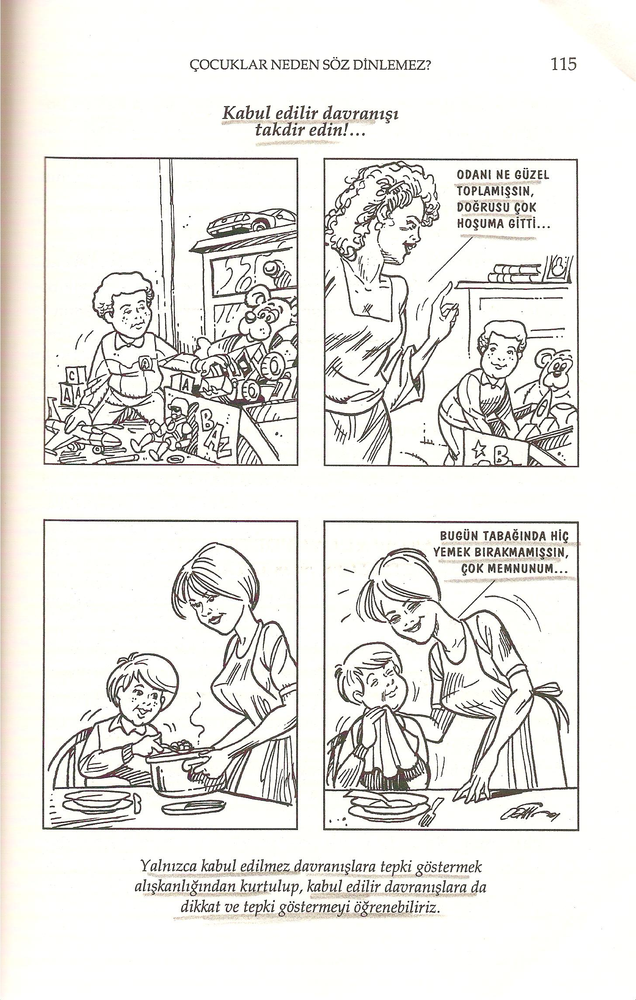 ÇOCUKLAR NEDEN SÖZ DİNLEMEZ?
115
Kabul edilir davranışı
takdir edin!...
ODANI NE GÜZEL
TOPLAMIŞSIN,
DOĞRUSU ÇOK
HOŞUMA GİTTİ...
A
C
A A
A
B
AZ
B
BUGÜN TABAĞINDA HİÇ
YEMEK BIRAKMAMIŞSIN,
ÇOK MEMNUNUM...
Yalnızca kabul edilmez davranışlara tepki göstermek
alışkanlığından kurtulup, kabul edilir davranışlara da
dikkat ve tepki göstermeyi öğrenebiliriz.